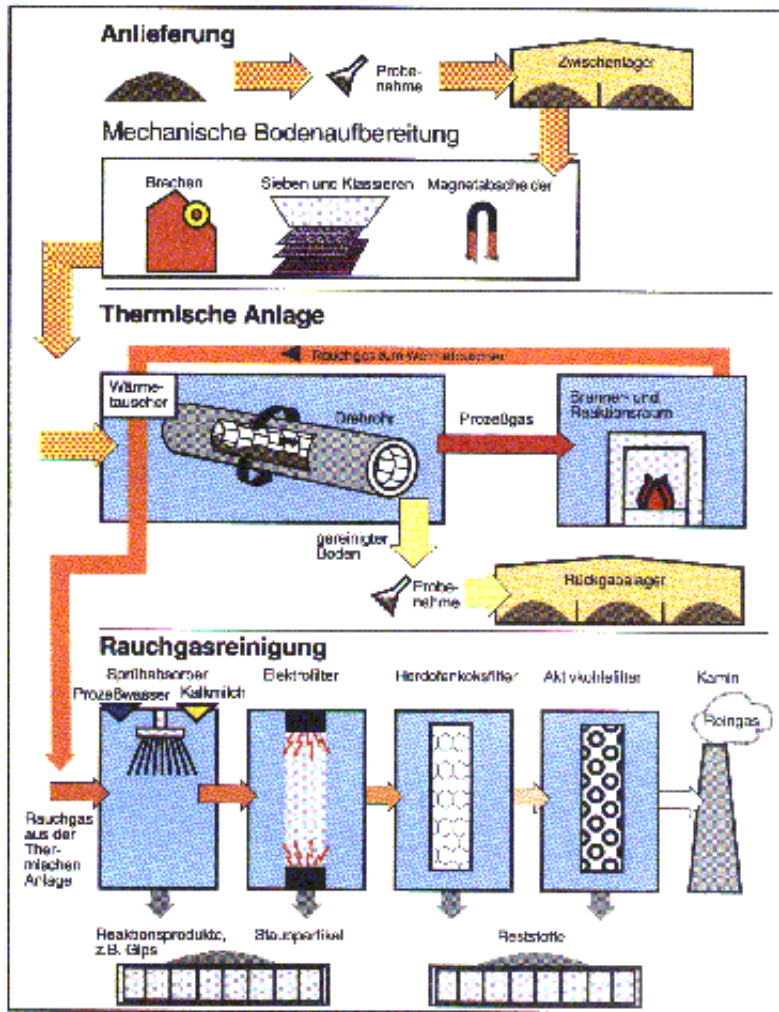 Anlieferung
Probe-
nahme
Zwischenlager
Mechanische Bodenaufbereitung
Brechen
Sieben und Klassieren
Magnetabscheider
Thermische Anlage
Rauchgas zum Wärmetauscher
Wärme-
tauscher
Drehrohr
Prozeßgas
Brenner- und
Reaktionsraum
gereinigter
Boden
Probe-
nahme
Rückgabelager
Rauchgasreinigung
Sprühabsorber
Prozeßwasser
Kalkmilch
Elektrofilter
Herdofenkoksfilter
Aktivkohlefilter
Kamin
Reingas
Rauchgas
aus der
Ther-
mischen
Anlage
Reaktionsprodukte,
z.B. Gips
Staubpartikel
Reststoffe